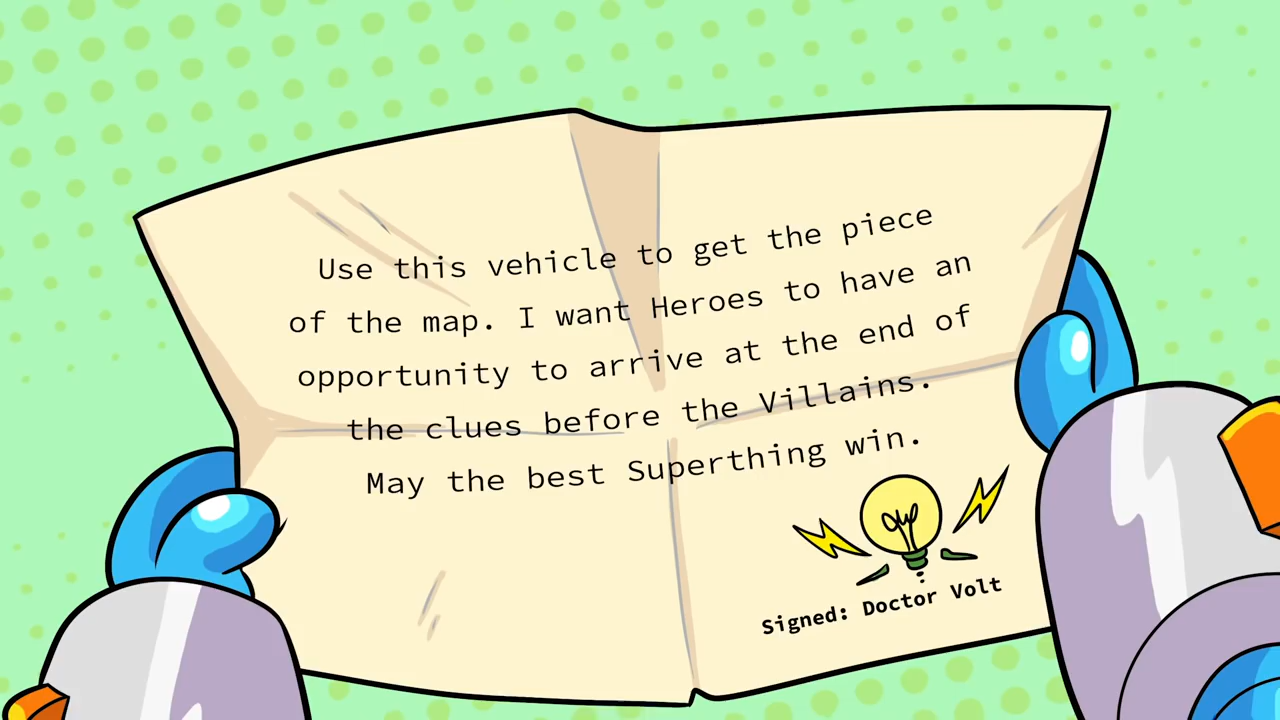 Use this vehicle to get the piece
of the map. I want Heroes to have an
opportunity to arrive at the end of
the clues before the Villains.
May the best Superthing win.
Signed: Doctor Volt